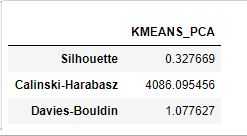 KMEANS_PCA
Silhouette 0.327669
Calinski-Harabasz 4086.095456
Davies-Bouldin 1.077627